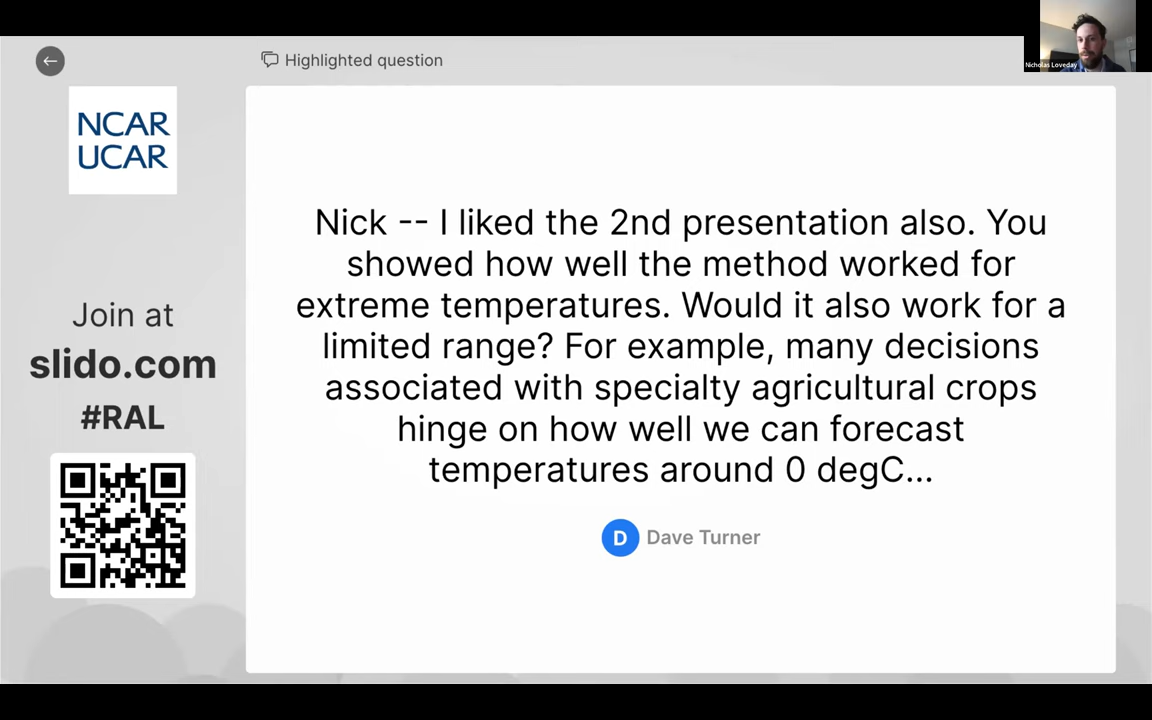 Highlighted question
Nicholas Loveday
NCAR
UCAR
Join at
slido.com
#RAL
Nick -- I liked the 2nd presentation also. You
showed how well the method worked for
extreme temperatures. Would it also work for a
limited range? For example, many decisions
associated with specialty agricultural crops
hinge on how well we can forecast
temperatures around 0 degC...
D Dave Turner